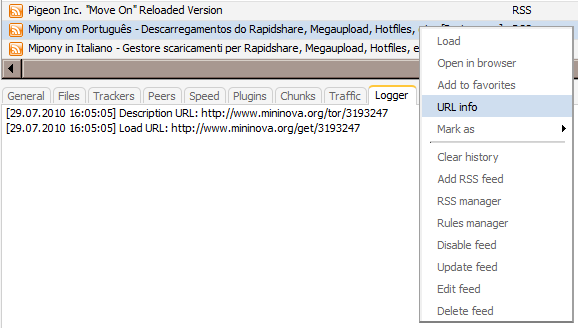 Pigeon Inc. "Move On" Reloaded Version RSS
Mipony om Português - Descarregamentos do Rapidshare, Megaupload, Hotfiles,
Mipony in Italiano - Gestore scaricamenti per Rapidshare, Megaupload, Hotfiles, e
General Files Trackers Peers Speed Plugins Chunks Traffic Logger
[29.07.2010 16:05:05] Description URL: http://www.mininova.org/tor/3193247
[29.07.2010 16:05:05] Load URL: http://www.mininova.org/get/3193247
Load
Open in browser
Add to favorites
URL info
Mark as
Clear history
Add RSS feed
RSS manager
Rules manager
Disable feed
Update feed
Edit feed
Delete feed